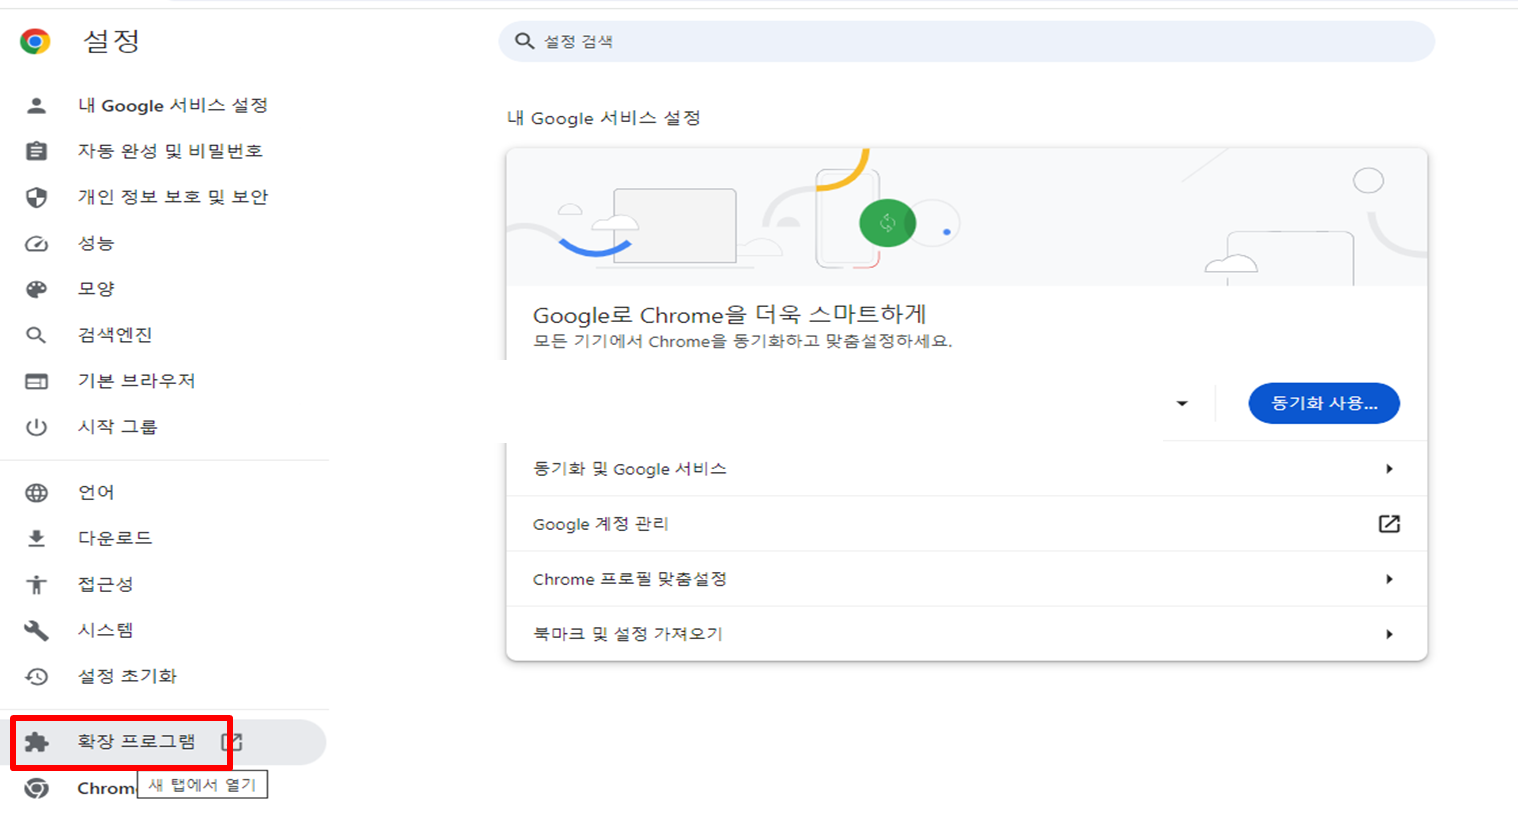 설정
설정 검색
내 Google 서비스 설정
자동 완성 및 비밀번호
개인 정보 보호 및 보안
성능
모양
검색엔진
기본 브라우저
시작 그룹
언어
다운로드
접근성
시스템
설정 초기화
확장 프로그램
Chrom
새 탭에서 열기
내 Google 서비스 설정
Google로 Chrome을 더욱 스마트하게
모든 기기에서 Chrome을 동기화하고 맞춤설정하세요.
동기화 사용...
동기화 및 Google 서비스
Google 계정 관리
Chrome 프로필 맞춤설정
북마크 및 설정 가져오기